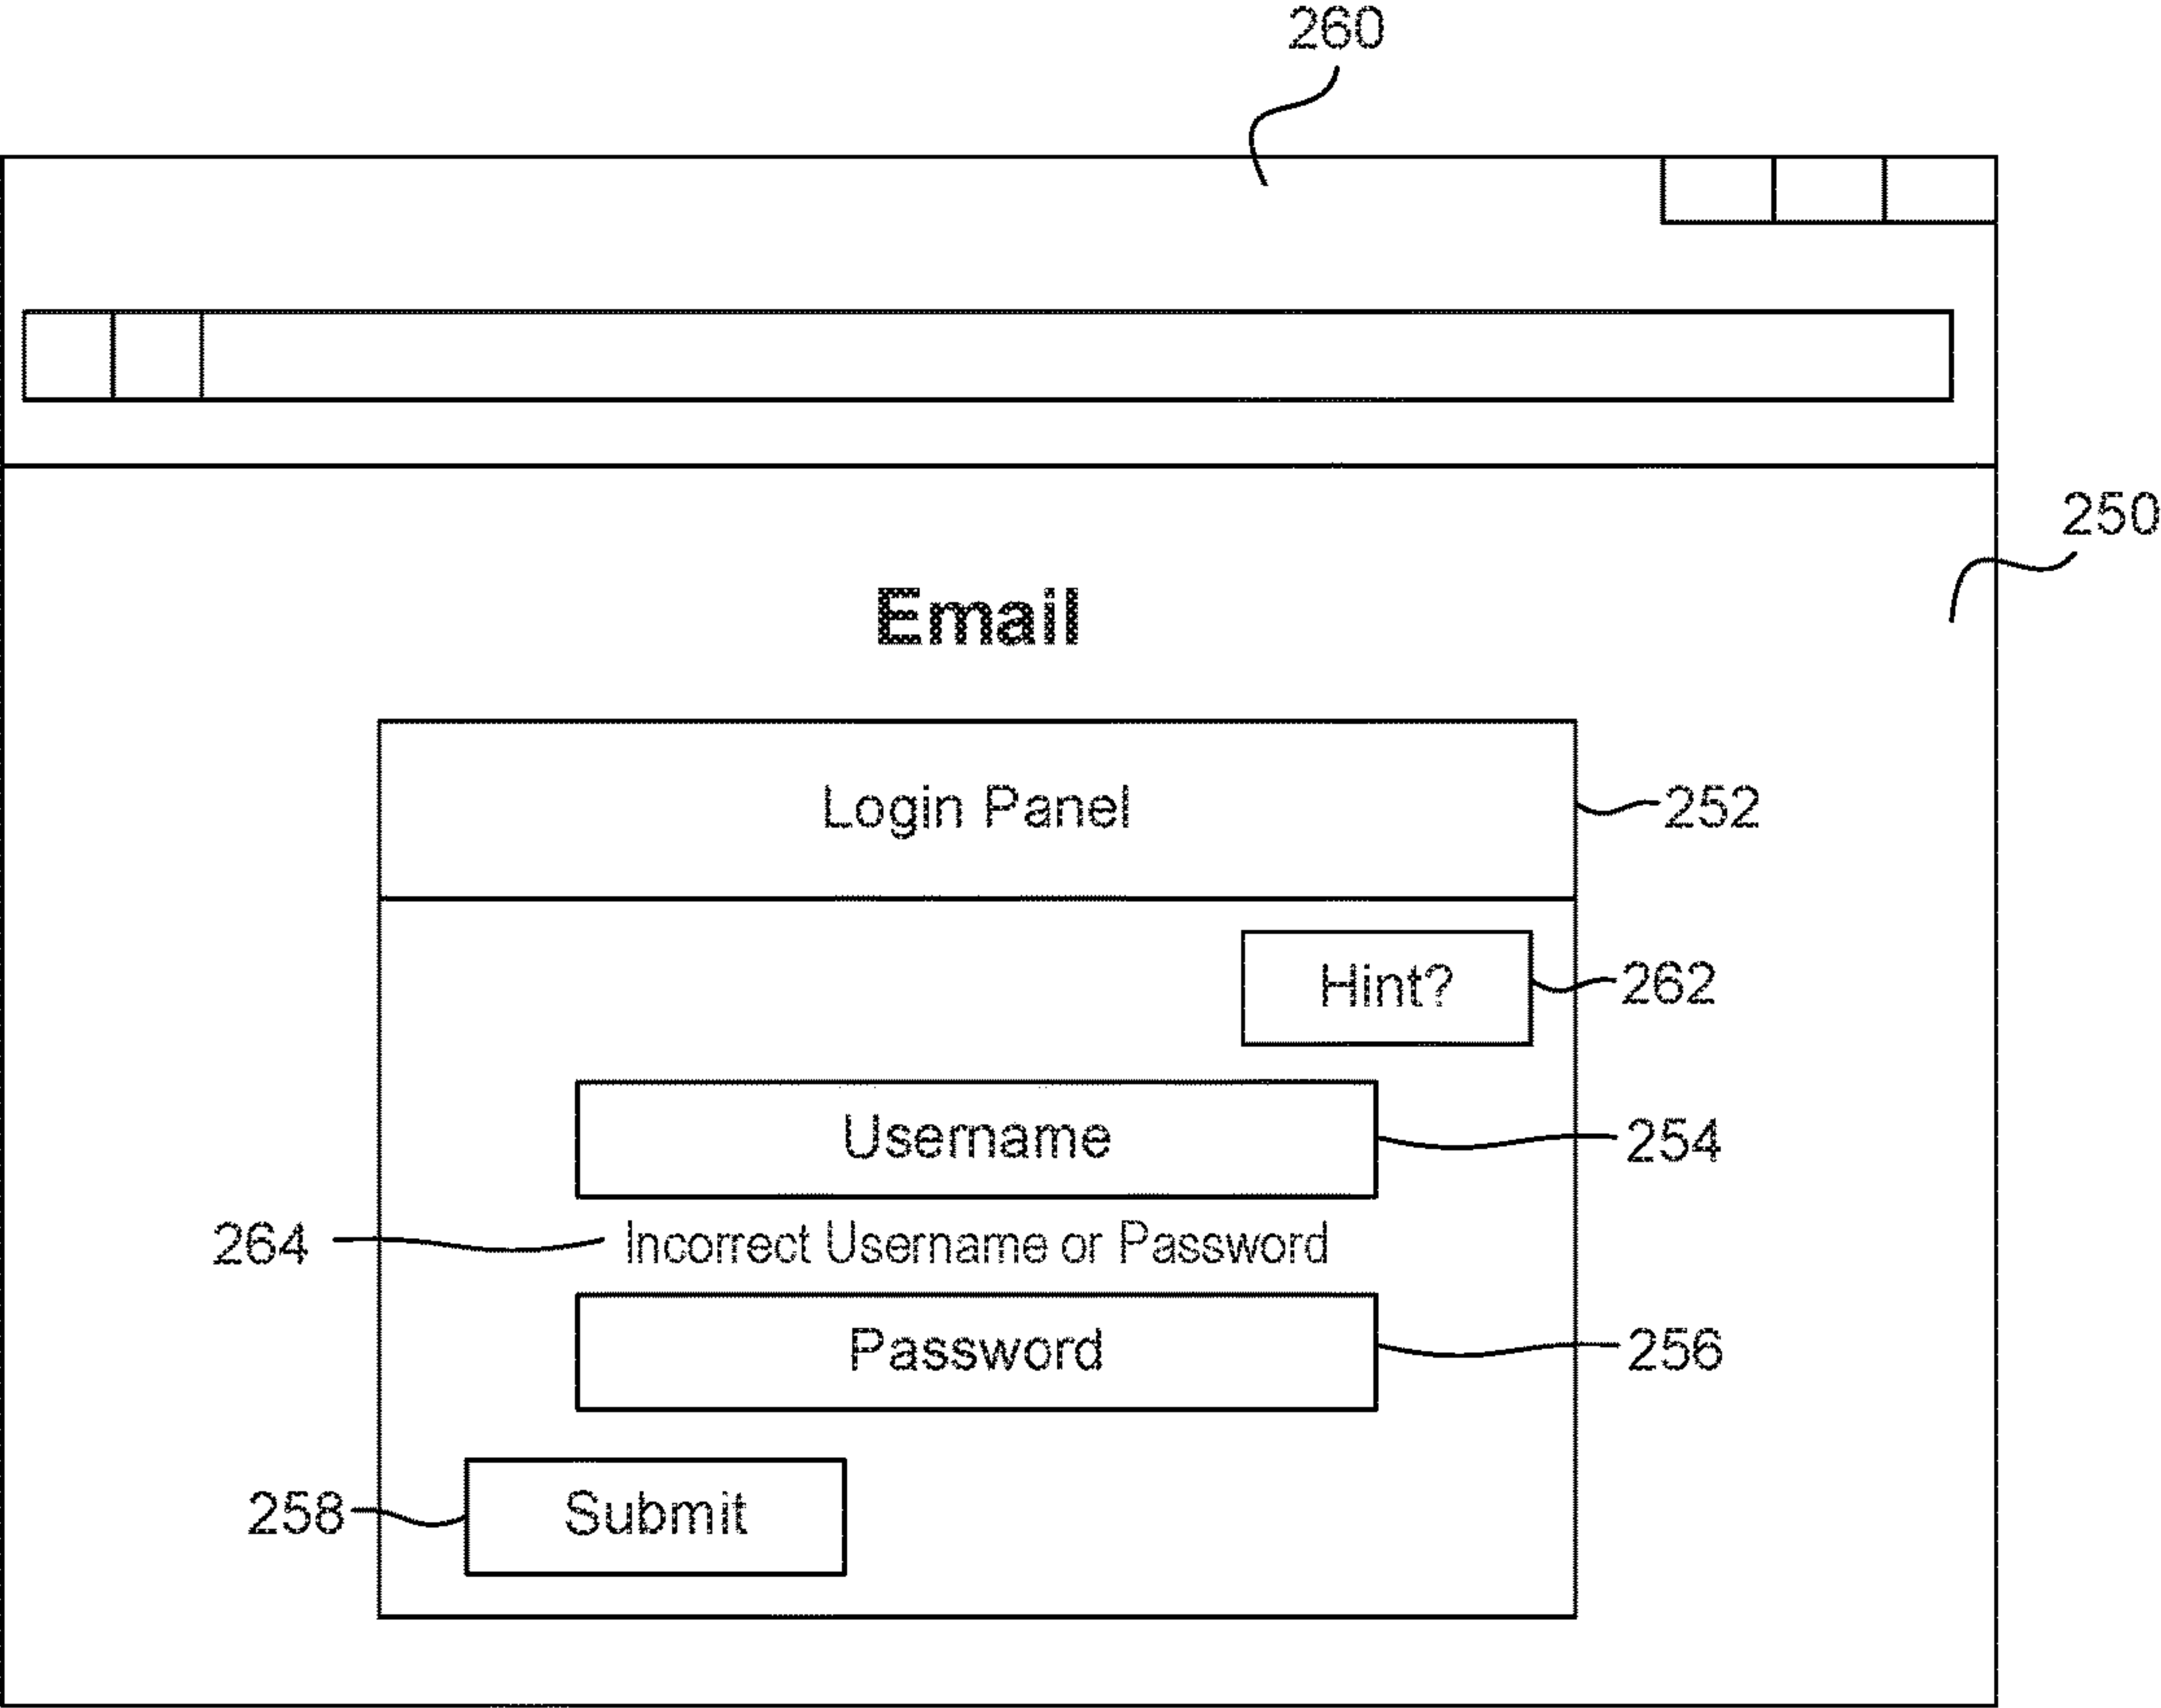 260
250
Email
Login Panel
252
Hint?
262
Username
254
264
Incorrect Username or Password
Password
256
258
Submit